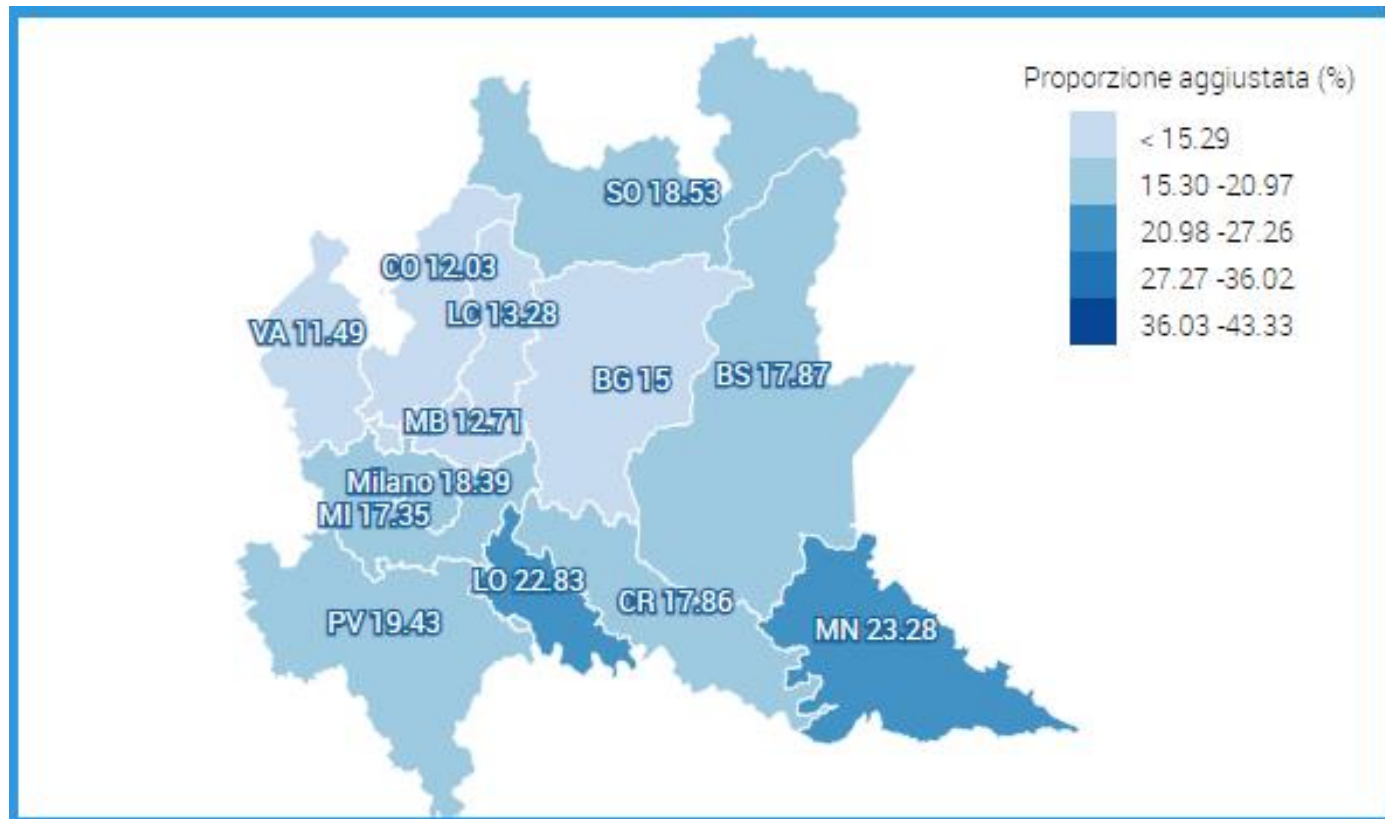 Proporzione aggiustata (%)
< 15.29
15.30 -20.97
20.98 -27.26
27.27 -36.02
36.03 -43.33
SO 18.53
CO 12.03
LC 13.28
VA 11.49
BG 15
BS 17.87
MB 12.71
Milano 18.39
MI 17.35
LO 22.83
CR 17.86
PV 19.43
MN 23.28